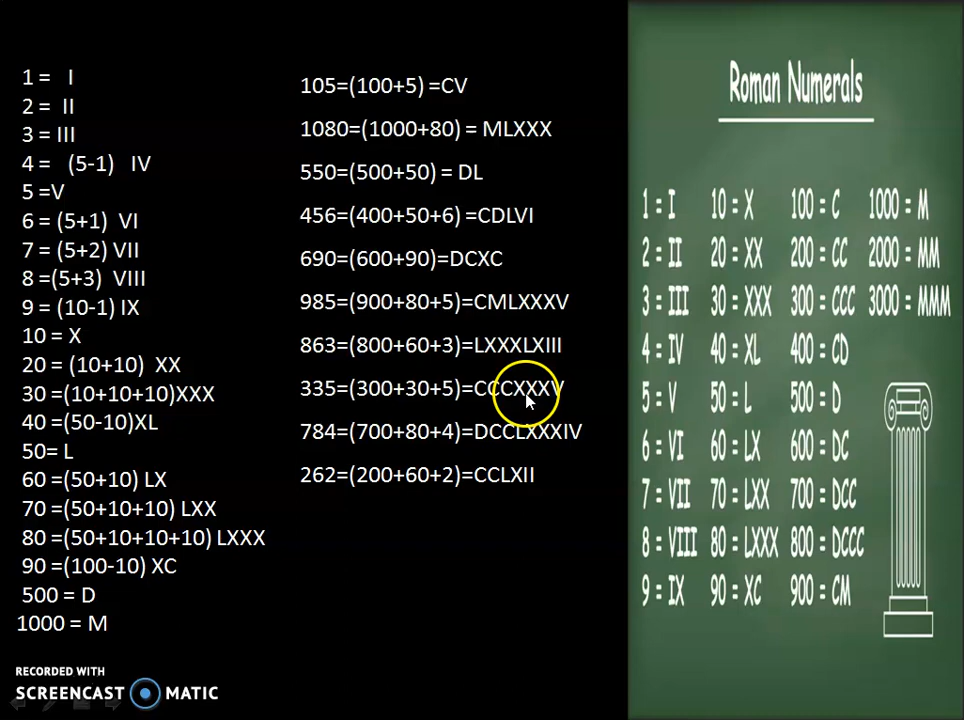 1 =   I
2 =  II
3 = III
4 =   (5-1)   IV
5 =V
6 = (5+1)  VI
7 = (5+2) VII
8 =(5+3)  VIII
9 = (10-1) IX
10 = X
20 = (10+10)  XX
30 =(10+10+10)XXX
40 =(50-10)XL
50= L
60 =(50+10) LX
70 =(50+10+10) LXX
80 =(50+10+10+10) LXXX
90 =(100-10) XC
500 = D
1000 = M
105=(100+5) =CV
1080=(1000+80) = MLXXX
550=(500+50) = DL
456=(400+50+6) =CDLVI
690=(600+90)=DCXC
985=(900+80+5)=CMLXXXV
863=(800+60+3)=LXXXLXIII
335=(300+30+5)=CCCXXXV
784=(700+80+4)=DCCLXXXIV
262=(200+60+2)=CCLXII
Roman Numerals
1 : I   10 : X   100 : C   1000 : M
2 : II   20 : XX   200 : CC   2000 : MM
3 : III   30 : XXX   300 : CCC   3000 : MMM
4 : IV   40 : XL   400 : CD
5 : V   50 : L   500 : D
6 : VI   60 : LX   600 : DC
7 : VII   70 : LXX   700 : DCC
8 : VIII   80 : LXXX   800 : DCCC
9 : IX   90 : XC   900 : CM
RECORDED WITH
SCREENCAST MATIC